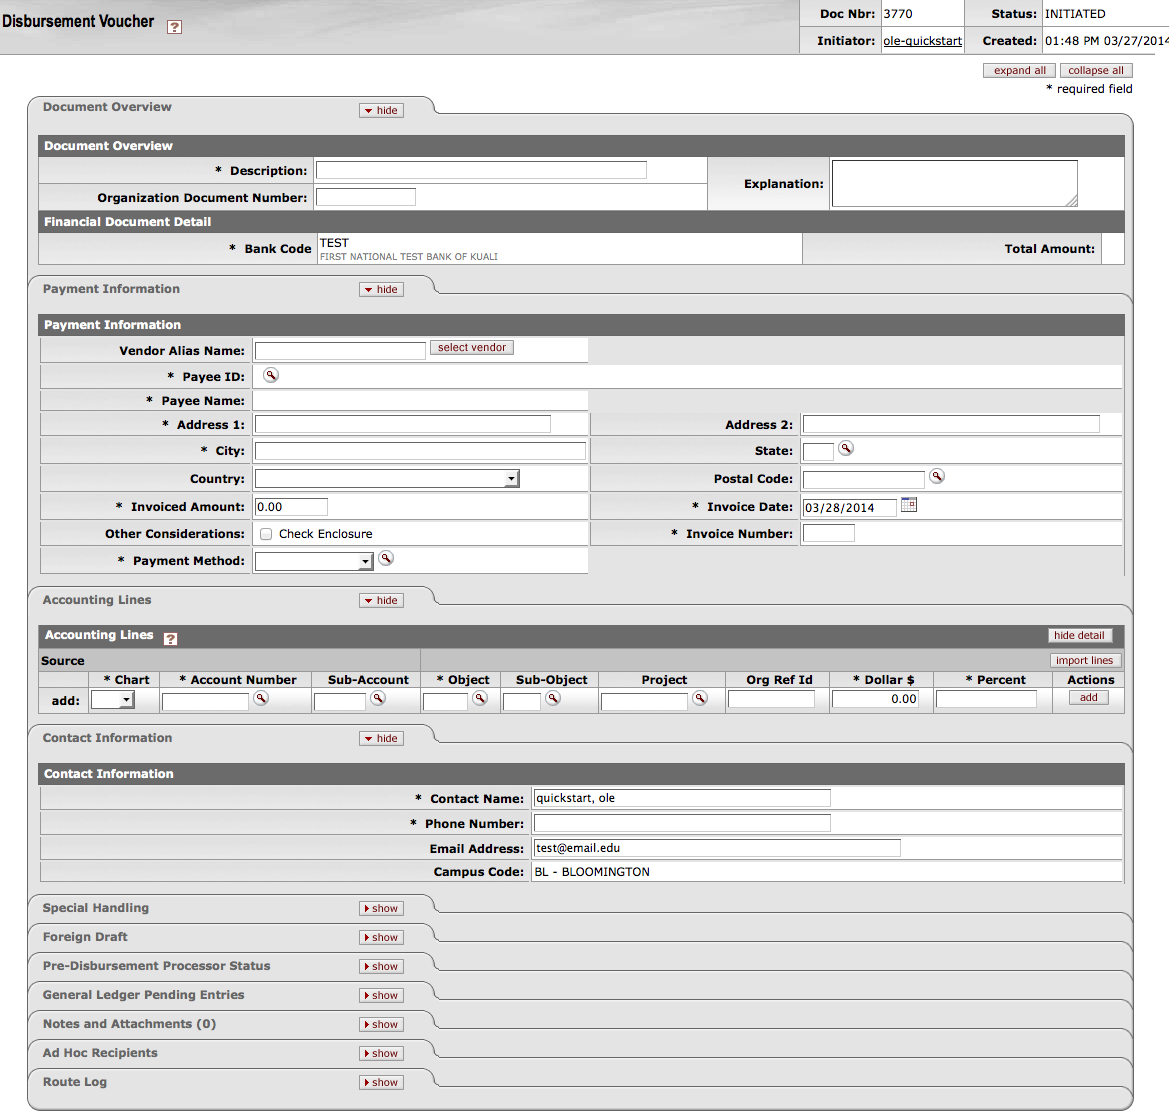 Disbursement Voucher ?
Doc Nbr: 3770 Status: INITIATED
Initiator: ole-quickstart Created: 01:48 PM 03/27/2014
expand all collapse all
* required field
Document Overview hide
Document Overview
* Description:
Explanation:
Organization Document Number:
Financial Document Detail
* Bank Code TEST Total Amount:
FIRST NATIONAL TEST BANK OF KUALI
Payment Information hide
Payment Information
Vendor Alias Name: select vendor
* Payee ID:
* Payee Name:
* Address 1: Address 2:
* City: State:
Country: Postal Code:
* Invoiced Amount: 0.00 * Invoice Date: 03/28/2014
Other Considerations: Check Enclosure * Invoice Number:
* Payment Method:
Accounting Lines hide
Accounting Lines ? hide detail
Source import lines
* Chart * Account Number Sub-Account * Object Sub-Object Project Org Ref Id * Dollar $ * Percent Actions
add: 0.00 add
Contact Information hide
Contact Information
* Contact Name: quickstart, ole
* Phone Number:
Email Address: test@email.edu
Campus Code: BL - BLOOMINGTON
Special Handling show
Foreign Draft show
Pre-Disbursement Processor Status show
General Ledger Pending Entries show
Notes and Attachments (0) show
Ad Hoc Recipients show
Route Log show